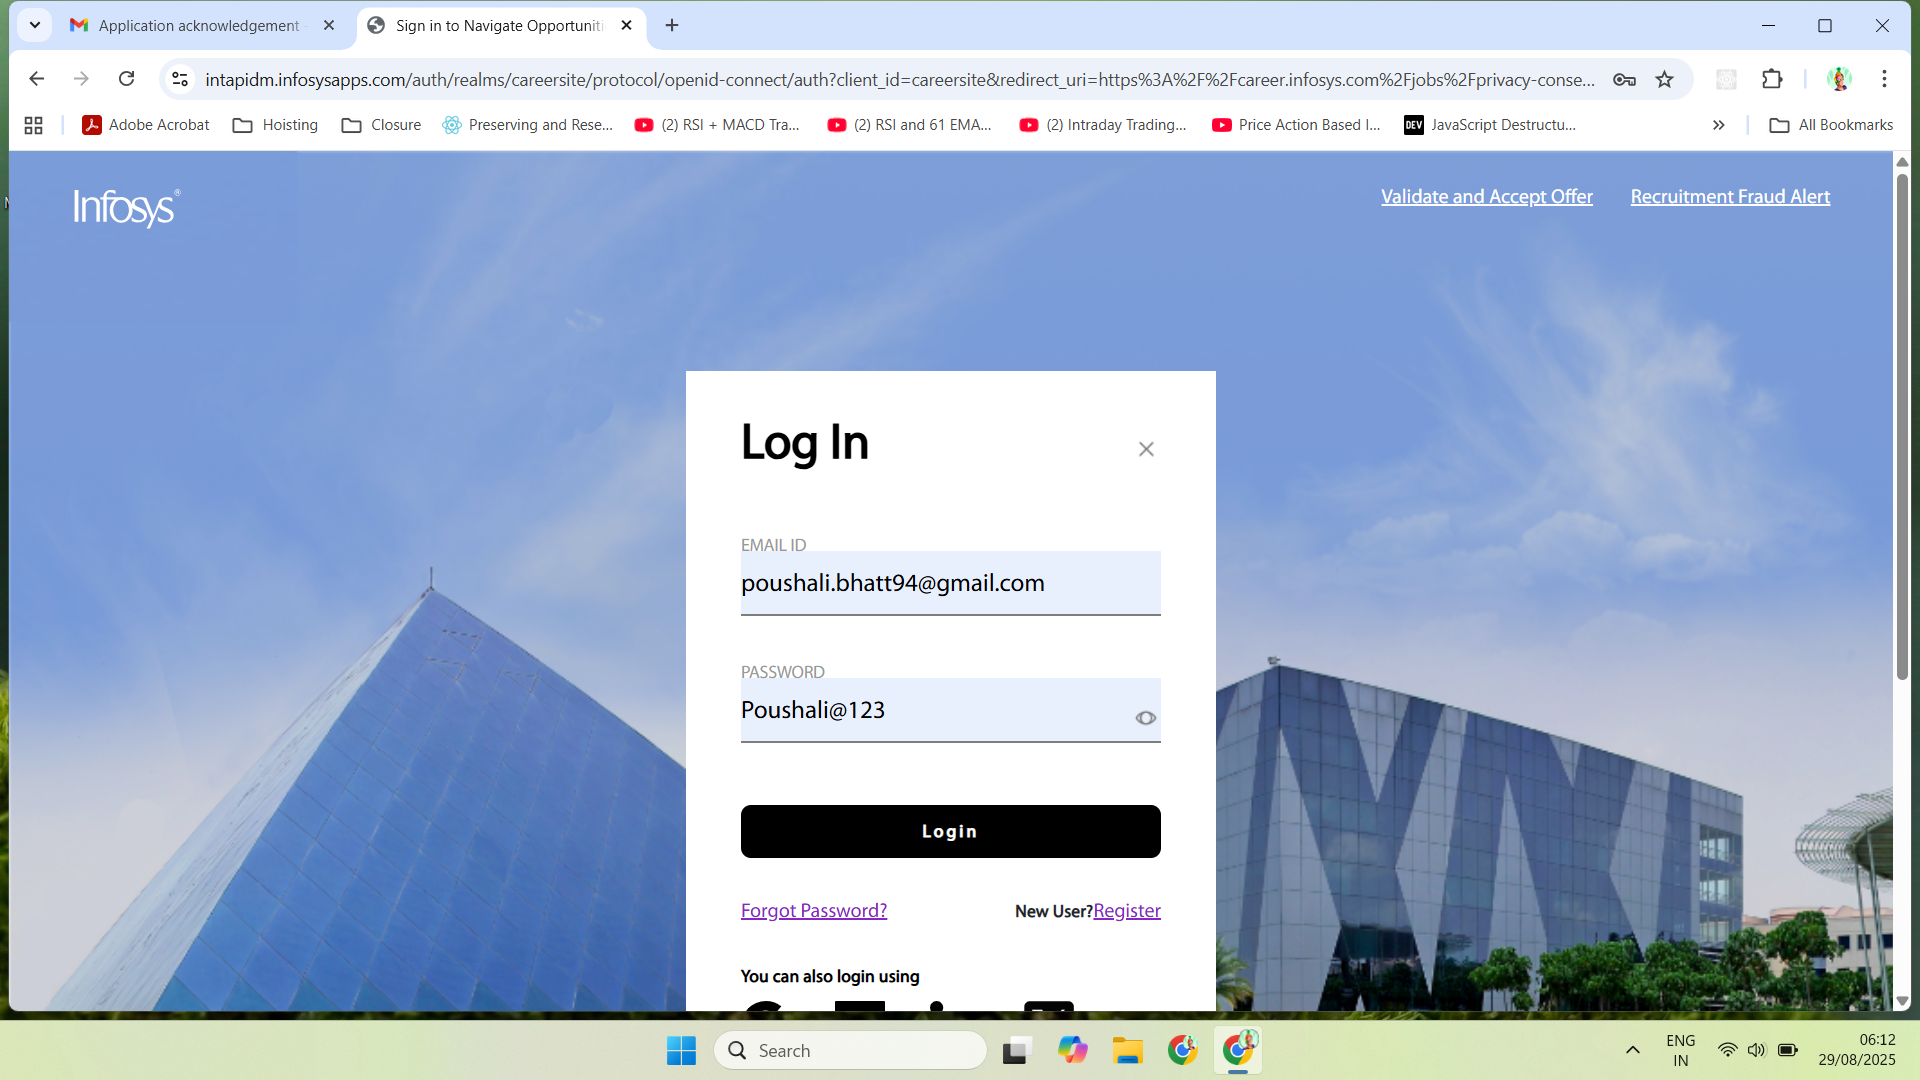 Application acknowledgement -
Sign in to Navigate Opportuniti
intapidm.infosysapps.com/auth/realms/careersite/protocol/openid-connect/auth?client_id=careersite&redirect_uri=https%3A%2F%2Fcareer.infosys.com%2Fjobs%2Fprivacy-conse...
Adobe Acrobat
Hoisting
Closure
Preserving and Rese...
(2) RSI + MACD Tra...
(2) RSI and 61 EMA...
(2) Intraday Trading...
Price Action Based I...
DEV
JavaScript Destructu...
All Bookmarks
Infosys®
Validate and Accept Offer
Recruitment Fraud Alert
Log In
EMAIL ID
poushali.bhatt94@gmail.com
PASSWORD
Poushali@123
Login
Forgot Password?
New User?Register
You can also login using
Search
ENG
IN
06:12
29/08/2025